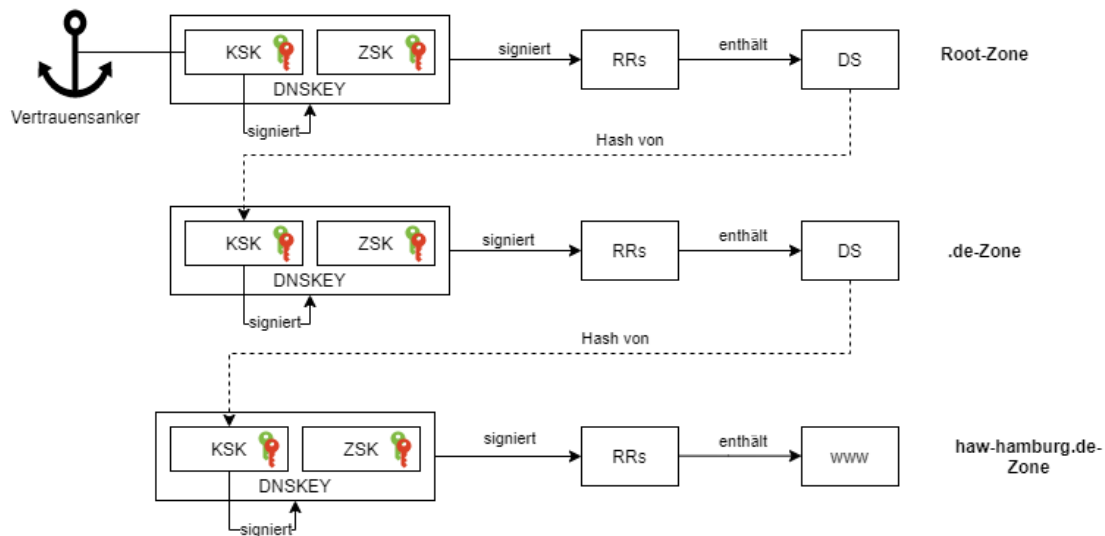 KSK
ZSK
DNSKEY
signiert
signiert
RRs
enthält
DS
Root-Zone
Vertrauensanker
Hash von
KSK
ZSK
DNSKEY
signiert
signiert
RRs
enthält
DS
.de-Zone
Hash von
KSK
ZSK
DNSKEY
signiert
signiert
RRs
enthält
www
haw-hamburg.de-
Zone